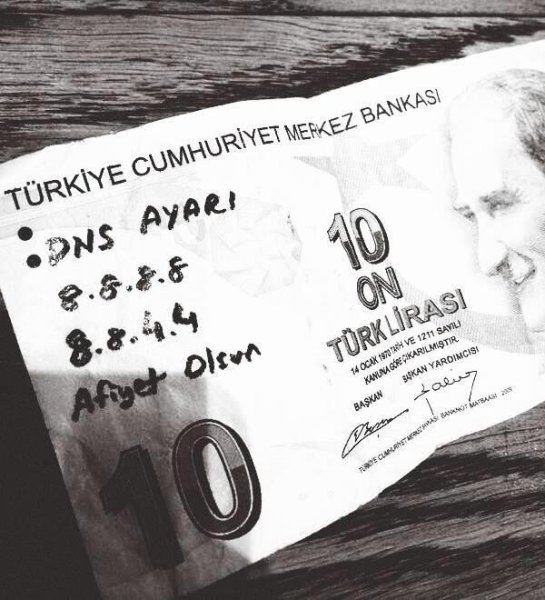 TÜRKİYE CUMHURİYET MERKEZ BANKASI
: DNS AYARI
8.8.8.8
8.8.4.4
Afiyet Olsun
10
ON
TÜRK LİRASI
14 OCAK 1970 TARİH VE 1211 SAYILI
KANUNA GÖRE ÇIKARILMIŞTIR.
BAŞKAN BAŞKAN YARDIMCISI
TÜRKİYE CUMHURİYET MERKEZ BANKASI BANKNOT MATBAASI 2009
10